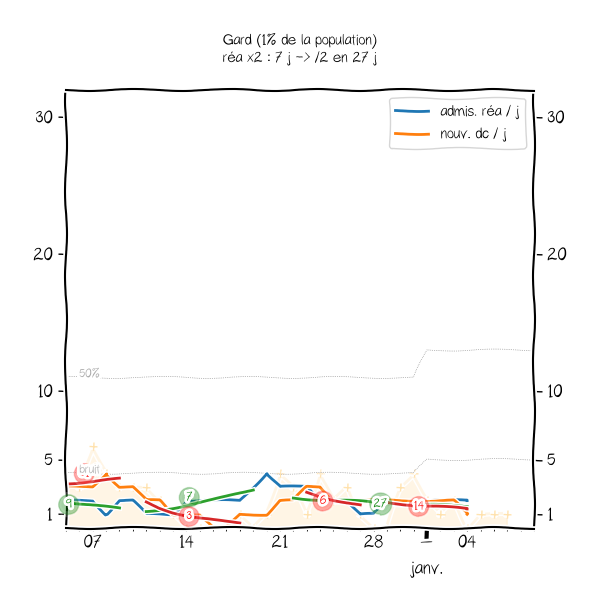 Gard (1% de la population)
réa x2 : 7 j -> /2 en 27 j
admis. réa / j
nouv. dc / j
30 30
20 20
50%
10 10
5 5
bruit
9 7 3 6 27 14
1 1
07 14 21 28 1 04
janv.